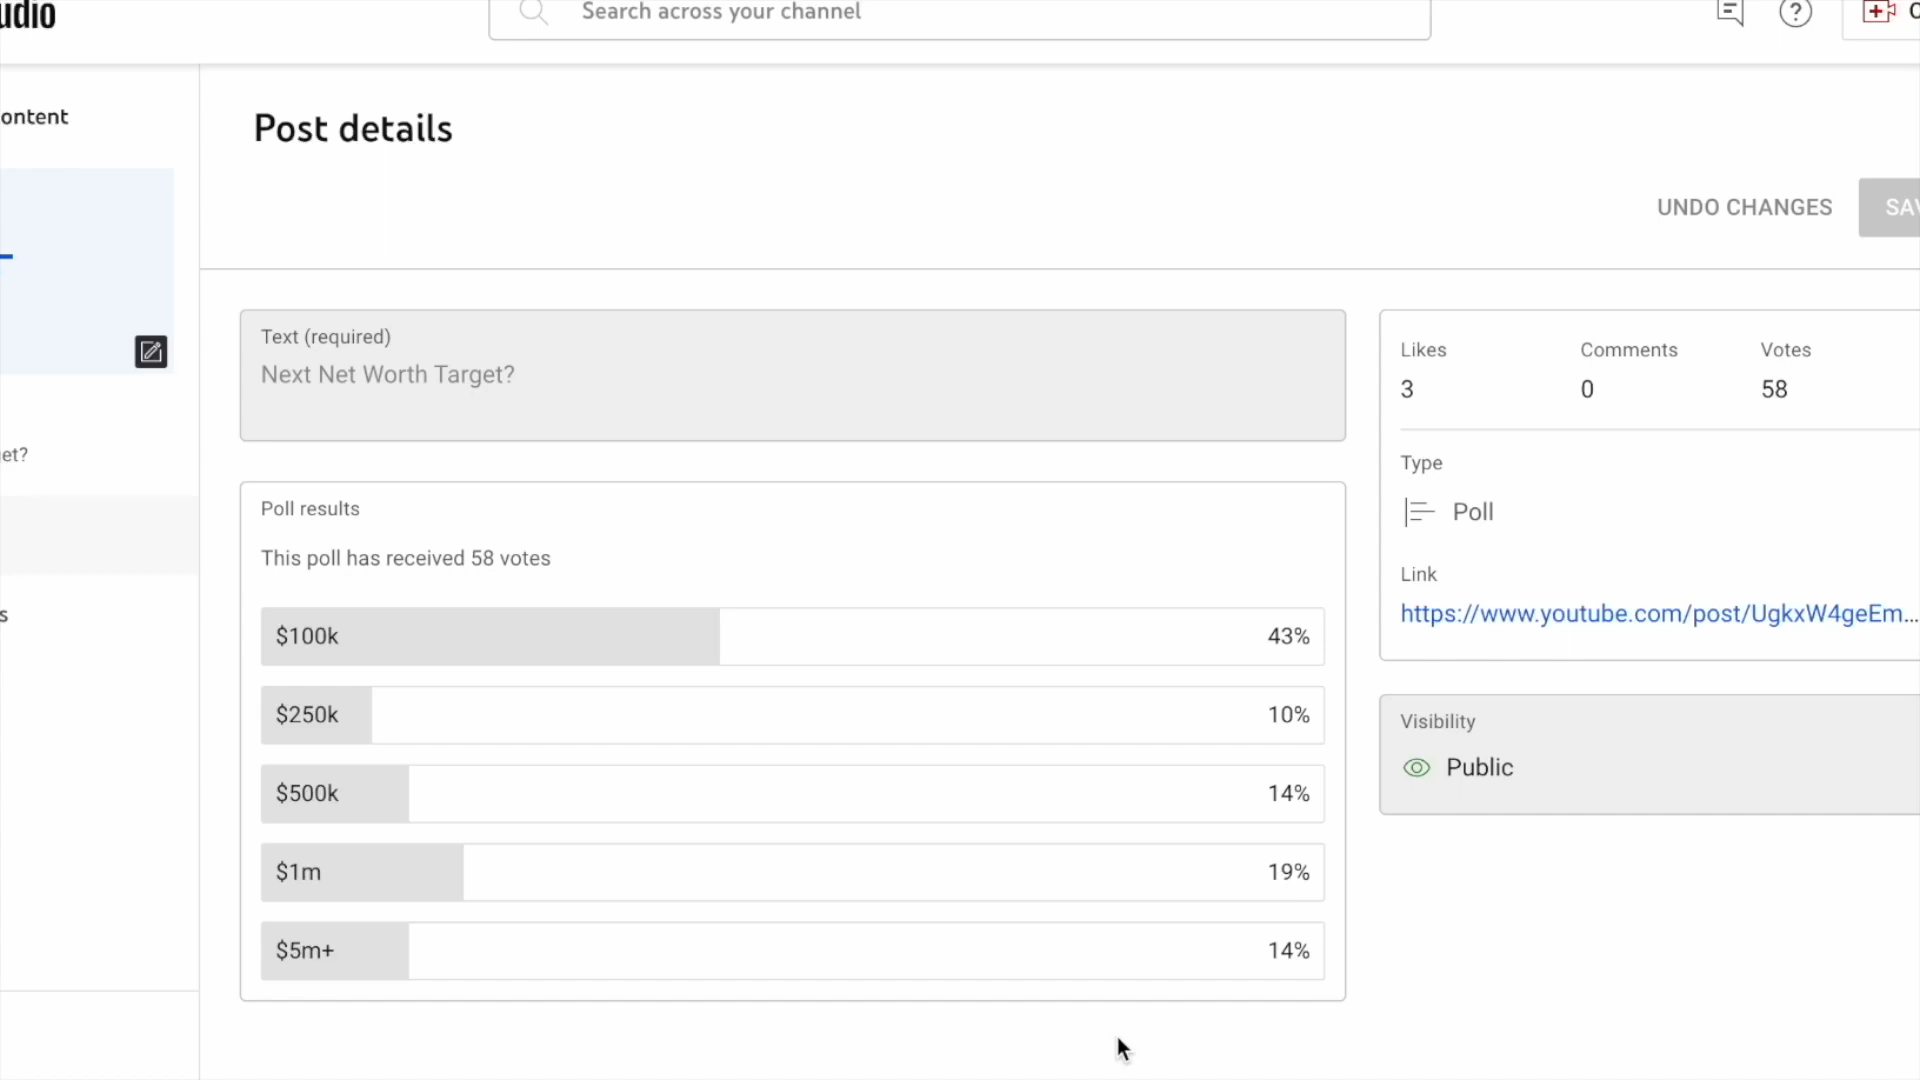 udio
Search across your channel
ontent
Post details
UNDO CHANGES
SAV
Text (required)
Next Net Worth Target?
et?
s
Poll results
This poll has received 58 votes
$100k 43%
$250k 10%
$500k 14%
$1m 19%
$5m+ 14%
Likes Comments Votes
3 0 58
Type
Poll
Link
https://www.youtube.com/post/UgkxW4geEm...
Visibility
Public